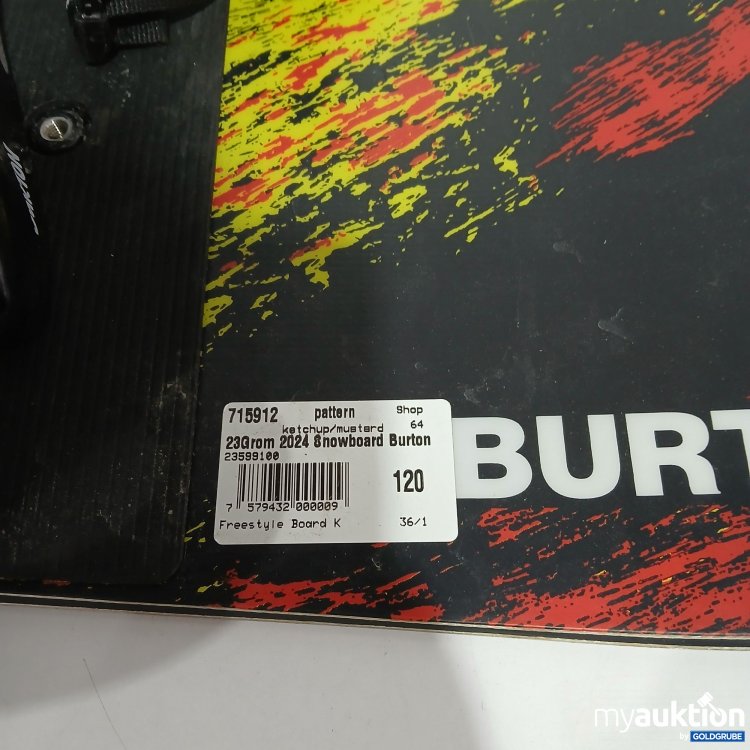 715912 pattern Shop
ketchup/mustard 64
23Grom 2024 Snowboard Burton
23599100
120
7 579432 000009
Freestyle Board K 36/1
BURT
myauktion
by GOLDGRUBE